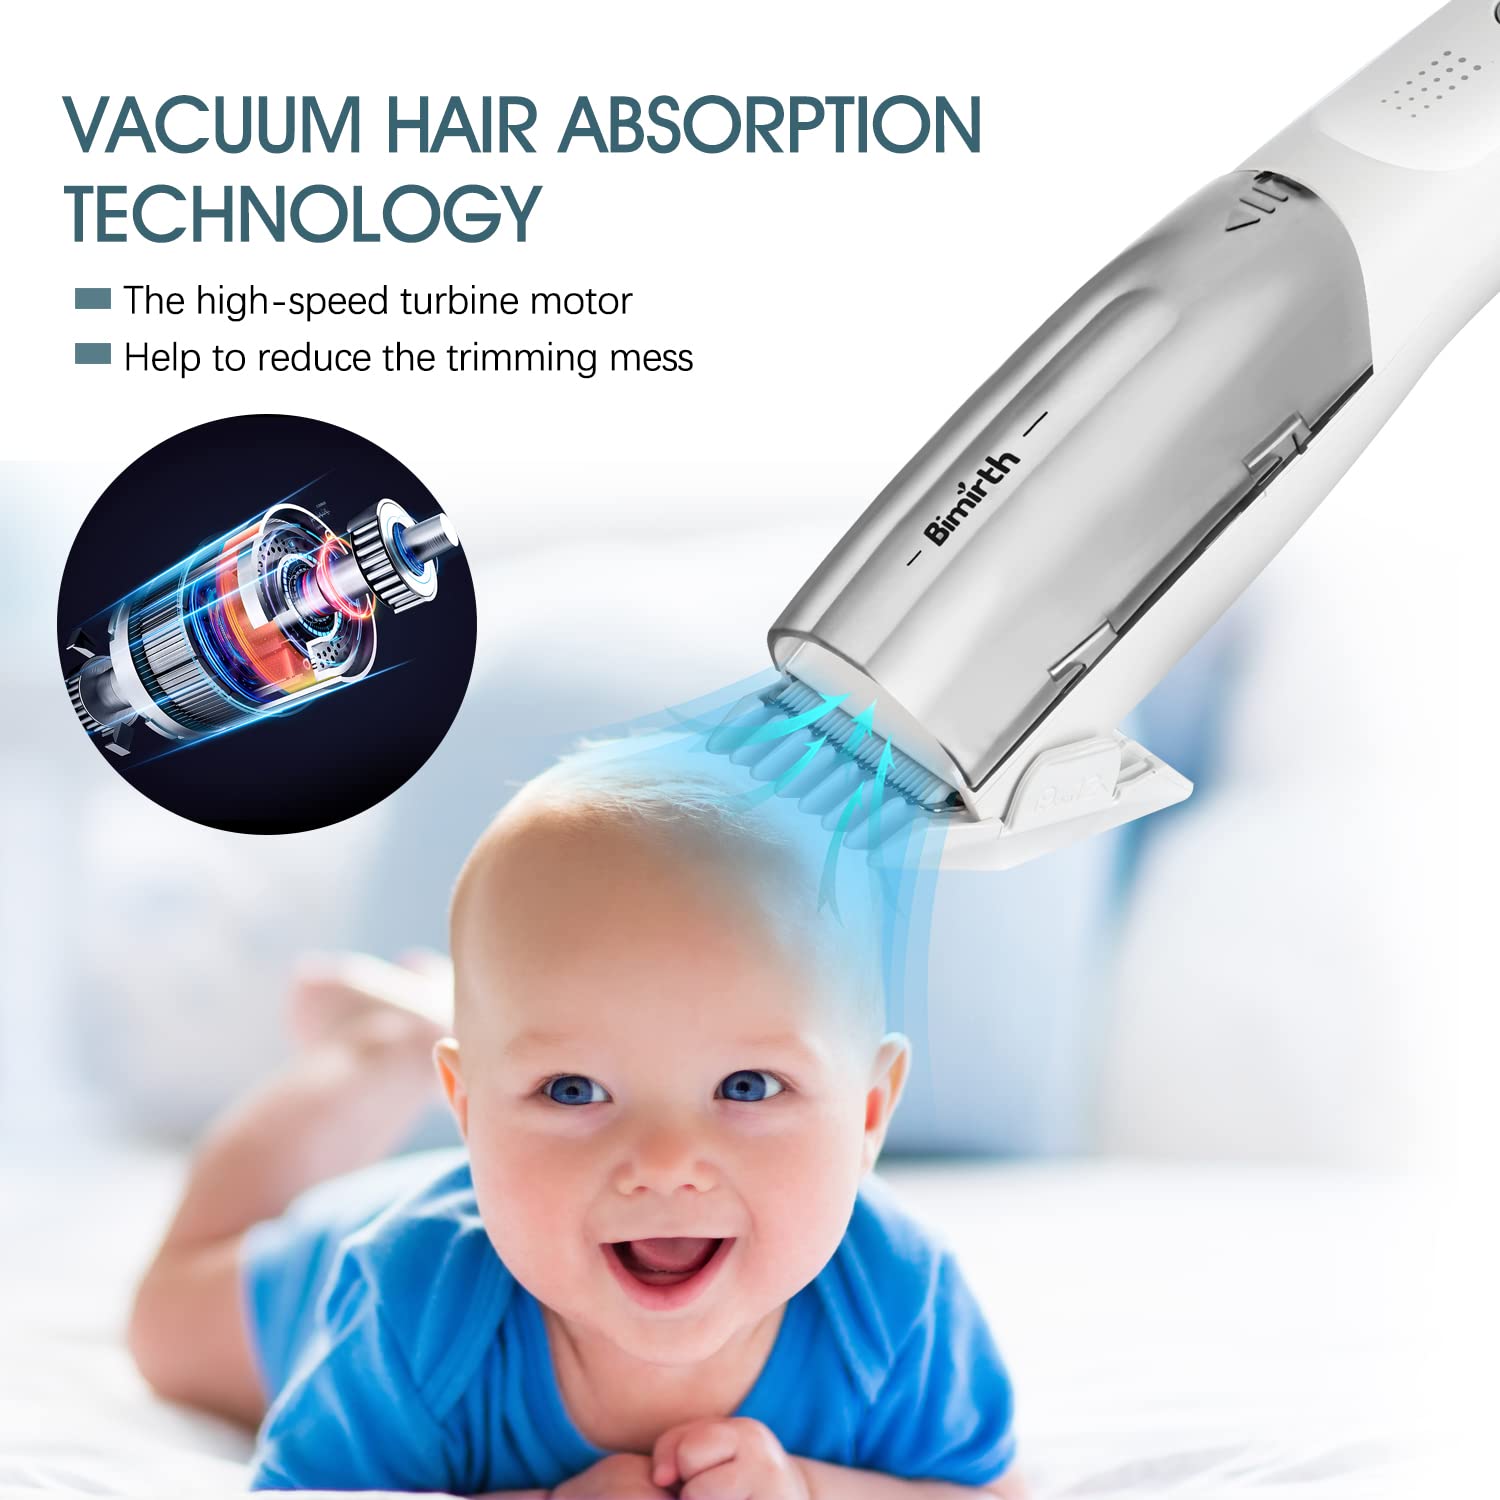 VACUUM HAIR ABSORPTION
TECHNOLOGY
The high-speed turbine motor
Help to reduce the trimming mess
Bimirth